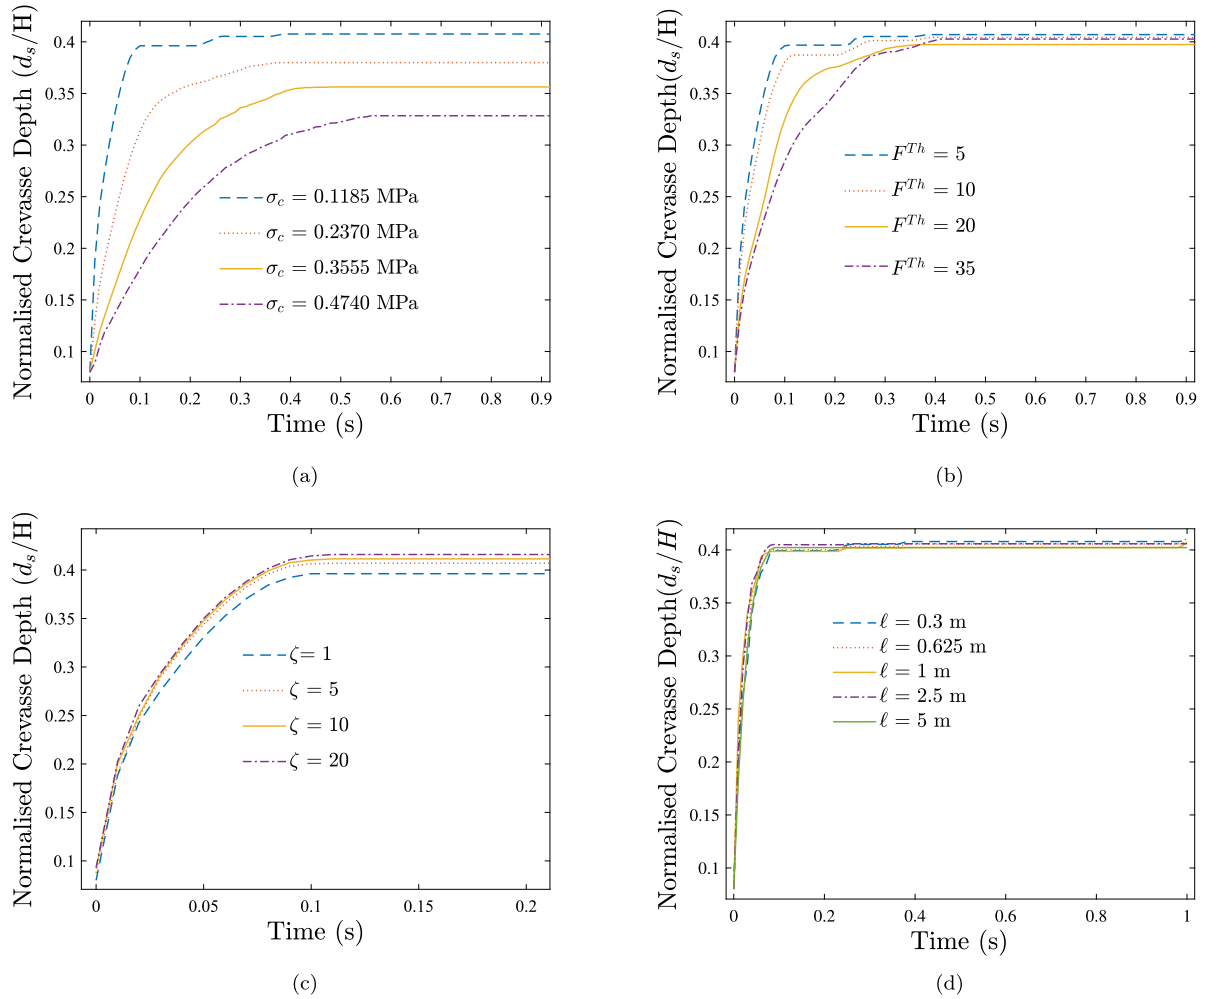 Normalised Crevasse Depth (d_s/H)
0.4
0.35
0.3
0.25
0.2
0.15
0.1
σ_c = 0.1185 MPa
σ_c = 0.2370 MPa
σ_c = 0.3555 MPa
σ_c = 0.4740 MPa
0 0.1 0.2 0.3 0.4 0.5 0.6 0.7 0.8 0.9
Time (s)
(a)
Normalised Crevasse Depth(d_s/H)
0.4
0.35
0.3
0.25
0.2
0.15
0.1
F^{Th} = 5
F^{Th} = 10
F^{Th} = 20
F^{Th} = 35
0 0.1 0.2 0.3 0.4 0.5 0.6 0.7 0.8 0.9
Time (s)
(b)
Normalised Crevasse Depth (d_s/H)
0.4
0.35
0.3
0.25
0.2
0.15
0.1
ζ= 1
ζ = 5
ζ = 10
ζ = 20
0 0.05 0.1 0.15 0.2
Time (s)
(c)
Normalised Crevasse Depth(d_s/H)
0.4
0.35
0.3
0.25
0.2
0.15
0.1
ℓ = 0.3 m
ℓ = 0.625 m
ℓ = 1 m
ℓ = 2.5 m
ℓ = 5 m
0 0.2 0.4 0.6 0.8 1
Time (s)
(d)